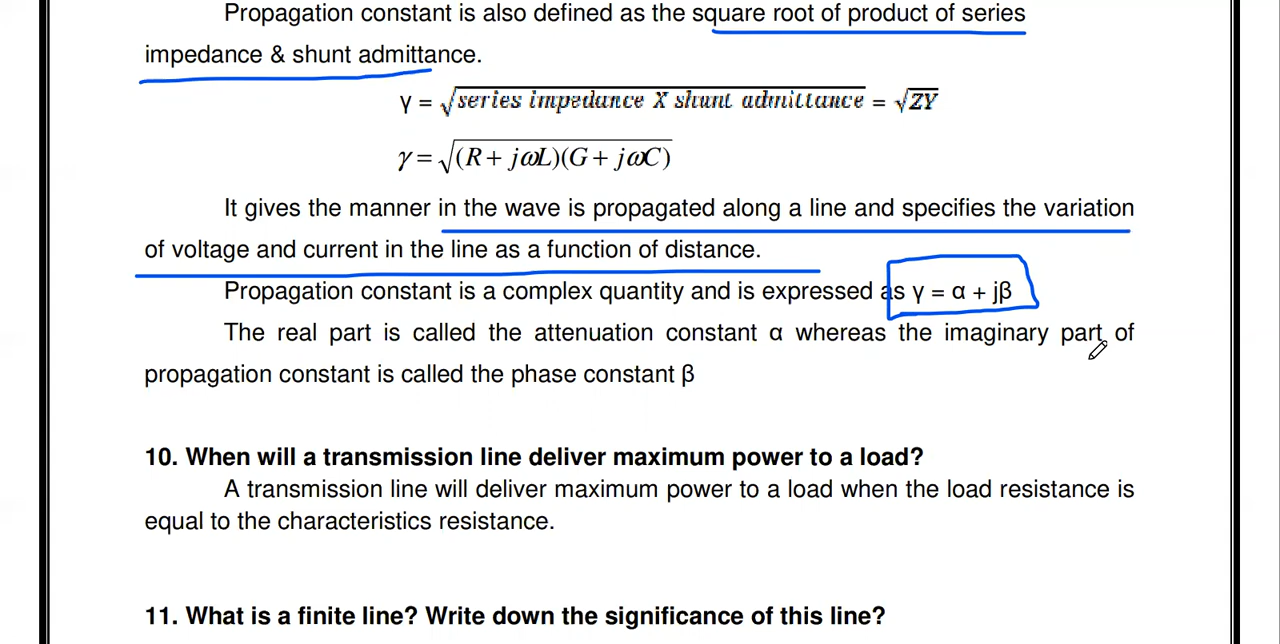 Propagation constant is also defined as the square root of product of series
impedance & shunt admittance.
γ = √series impedance X shunt admittance = √ZY
γ = √(R + jωL)(G + jωC)
It gives the manner in the wave is propagated along a line and specifies the variation
of voltage and current in the line as a function of distance.
Propagation constant is a complex quantity and is expressed as γ = α + jβ
The real part is called the attenuation constant α whereas the imaginary part of
propagation constant is called the phase constant β
10. When will a transmission line deliver maximum power to a load?
A transmission line will deliver maximum power to a load when the load resistance is
equal to the characteristics resistance.
11. What is a finite line? Write down the significance of this line?